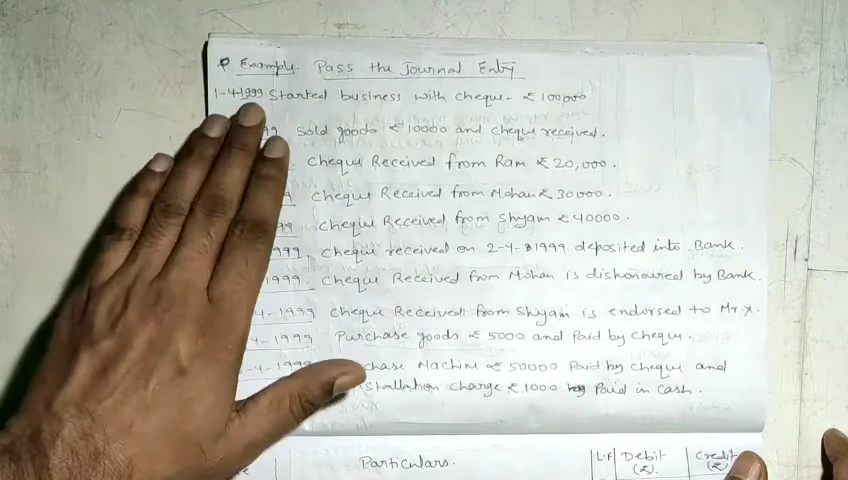 Example. Pass the Journal Entry
1-4-1999 Started business with cheque - ₹ 100000
99 Sold goods ₹ 10000 and cheque received.
Cheque Received from Ram ₹ 20,000.
9 Cheque Received from Mohan ₹ 30000.
99 Cheque Received from Shyam ₹ 40000.
1999. Cheque received on 2-4-1999 deposited into Bank.
1999. Cheque Received from Mohan is dishonoured by Bank.
4-1999 Cheque Received from Shyam is endorsed to Mr. X.
-4-1999 Purchase goods ₹ 5000 and Paid by cheque.
-4-1999 chase Machine ₹ 50000 Paid by cheque and
stallation charge ₹ 1000 Paid in cash.
Particulars. L.F Debit (₹) Credit (₹)